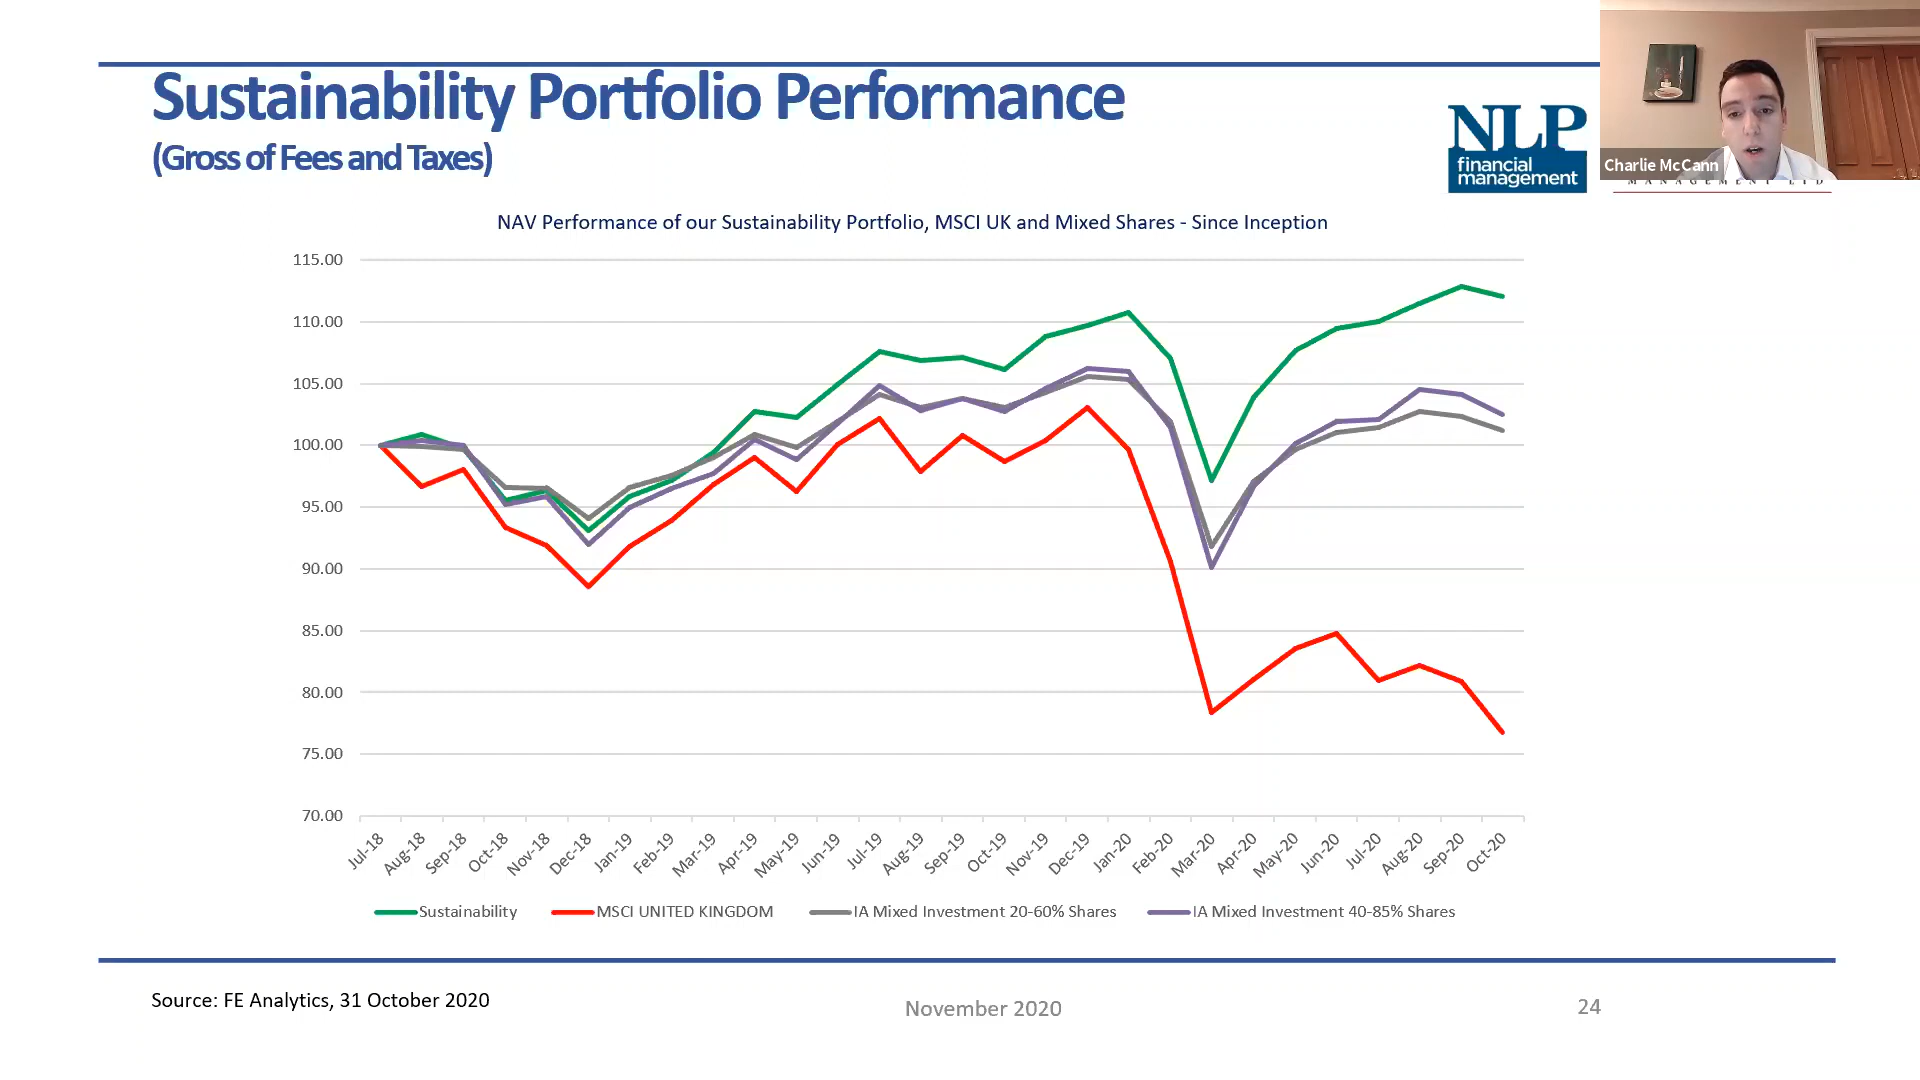 Sustainability Portfolio Performance
(Gross of Fees and Taxes)
NLP
financial
management
Charlie McCann
MANAGEMENT LTD
NAV Performance of our Sustainability Portfolio, MSCI UK and Mixed Shares - Since Inception
115.00
110.00
105.00
100.00
95.00
90.00
85.00
80.00
75.00
70.00
Jul-18 Aug-18 Sep-18 Oct-18 Nov-18 Dec-18 Jan-19 Feb-19 Mar-19 Apr-19 May-19 Jun-19 Jul-19 Aug-19 Sep-19 Oct-19 Nov-19 Dec-19 Jan-20 Feb-20 Mar-20 Apr-20 May-20 Jun-20 Jul-20 Aug-20 Sep-20 Oct-20
Sustainability MSCI UNITED KINGDOM IA Mixed Investment 20-60% Shares IA Mixed Investment 40-85% Shares
Source: FE Analytics, 31 October 2020
November 2020
24